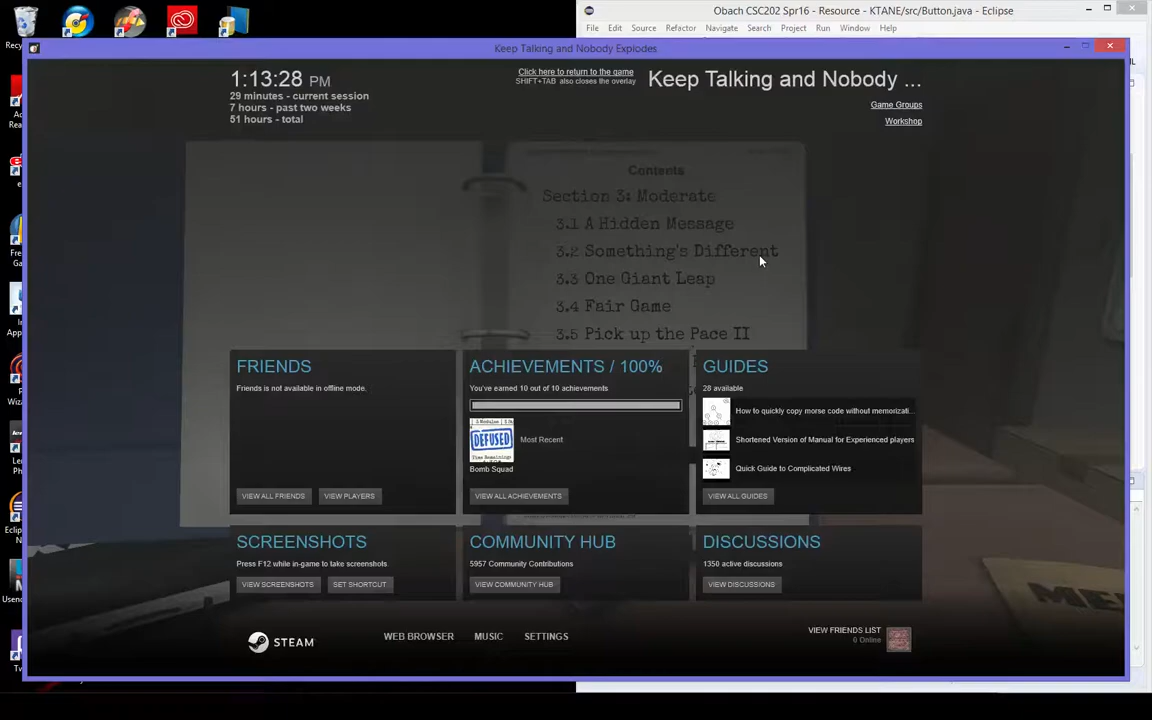 Obach CSC202 Spr16 - Resource - KTANE/src/Button.java - Eclipse
File Edit Source Refactor Navigate Search Project Run Window Help
Keep Talking and Nobody Explodes
1:13:28 PM
29 minutes - current session
7 hours - past two weeks
51 hours - total
Click here to return to the game
SHIFT+TAB also closes the overlay
Keep Talking and Nobody ...
Game Groups
Workshop
Contents
Section 3: Moderate
3.1 A Hidden Message
3.2 Something's Different
3.3 One Giant Leap
3.4 Fair Game
3.5 Pick up the Pace II
FRIENDS
Friends is not available in offline mode.
VIEW ALL FRIENDS
VIEW PLAYERS
ACHIEVEMENTS / 100%
You've earned 10 out of 10 achievements
DEFUSED
Most Recent
Bomb Squad
VIEW ALL ACHIEVEMENTS
GUIDES
28 available
How to quickly copy morse code without memorizati...
Shortened Version of Manual for Experienced players
Quick Guide to Complicated Wires
VIEW ALL GUIDES
SCREENSHOTS
Press F12 while in-game to take screenshots
VIEW SCREENSHOTS
SET SHORTCUT
COMMUNITY HUB
5957 Community Contributions
VIEW COMMUNITY HUB
DISCUSSIONS
1350 active discussions
VIEW DISCUSSIONS
STEAM
WEB BROWSER
MUSIC
SETTINGS
VIEW FRIENDS LIST
0 Online